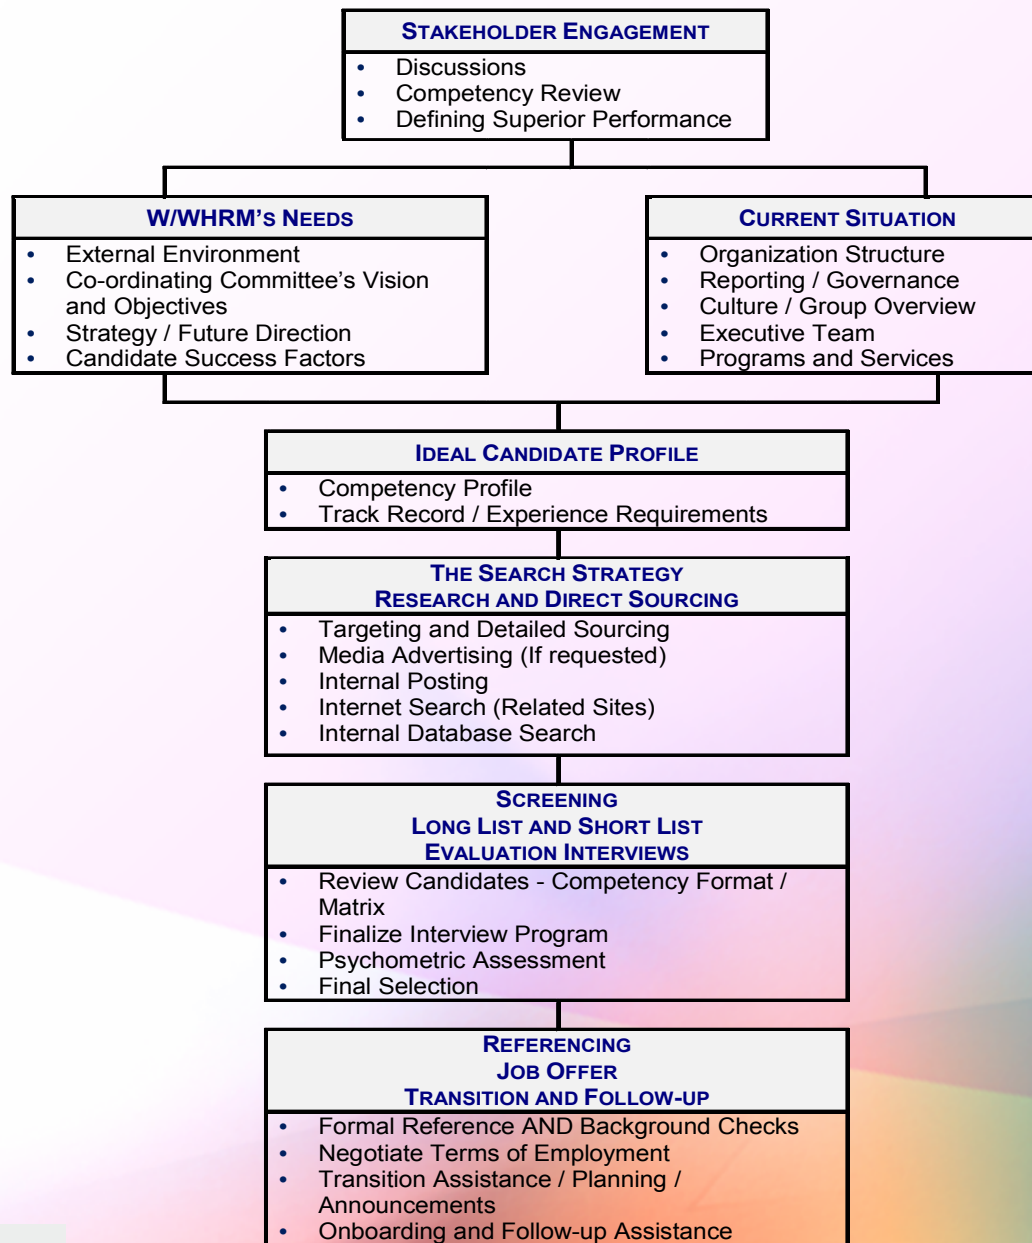 STAKEHOLDER ENGAGEMENT
• Discussions
• Competency Review
• Defining Superior Performance
W/WHRM'S NEEDS
• External Environment
• Co-ordinating Committee's Vision
and Objectives
• Strategy / Future Direction
• Candidate Success Factors
CURRENT SITUATION
• Organization Structure
• Reporting / Governance
• Culture / Group Overview
• Executive Team
• Programs and Services
IDEAL CANDIDATE PROFILE
• Competency Profile
• Track Record / Experience Requirements
THE SEARCH STRATEGY
RESEARCH AND DIRECT SOURCING
• Targeting and Detailed Sourcing
• Media Advertising (If requested)
• Internal Posting
• Internet Search (Related Sites)
• Internal Database Search
SCREENING
LONG LIST AND SHORT LIST
EVALUATION INTERVIEWS
• Review Candidates - Competency Format /
Matrix
• Finalize Interview Program
• Psychometric Assessment
• Final Selection
REFERENCING
JOB OFFER
TRANSITION AND FOLLOW-UP
• Formal Reference AND Background Checks
• Negotiate Terms of Employment
• Transition Assistance / Planning /
Announcements
• Onboarding and Follow-up Assistance